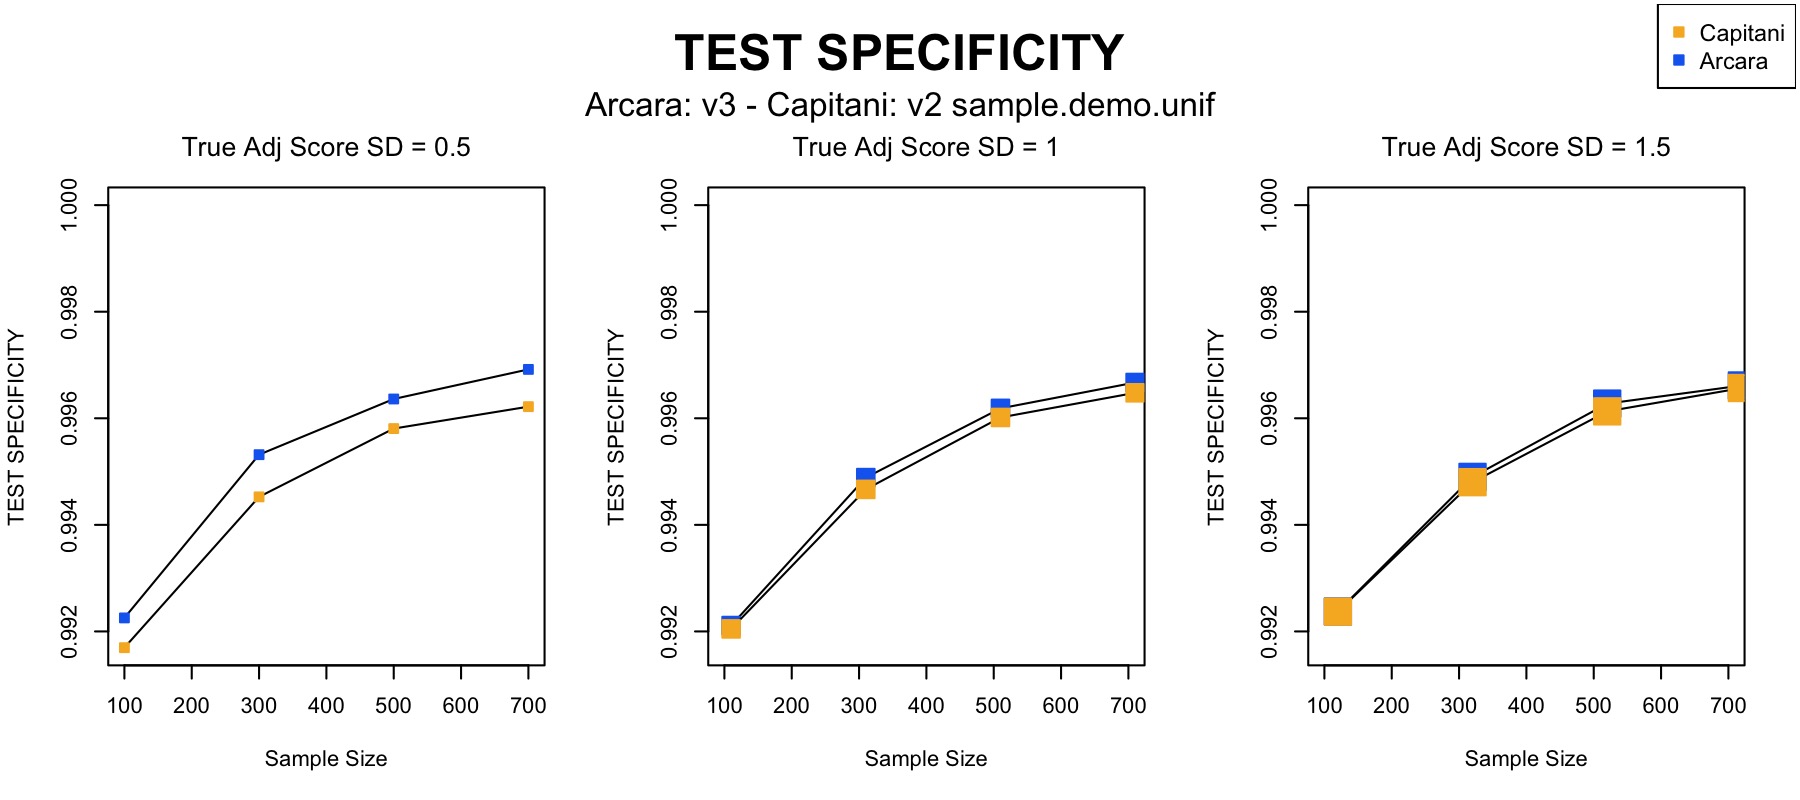 TEST SPECIFICITY
Arcara: v3 - Capitani: v2 sample.demo.unif
Capitani
Arcara
True Adj Score SD = 0.5
TEST SPECIFICITY
1.000
0.998
0.996
0.994
0.992
100 200 300 400 500 600 700
Sample Size
True Adj Score SD = 1
TEST SPECIFICITY
1.000
0.998
0.996
0.994
0.992
100 200 300 400 500 600 700
Sample Size
True Adj Score SD = 1.5
TEST SPECIFICITY
1.000
0.998
0.996
0.994
0.992
100 200 300 400 500 600 700
Sample Size